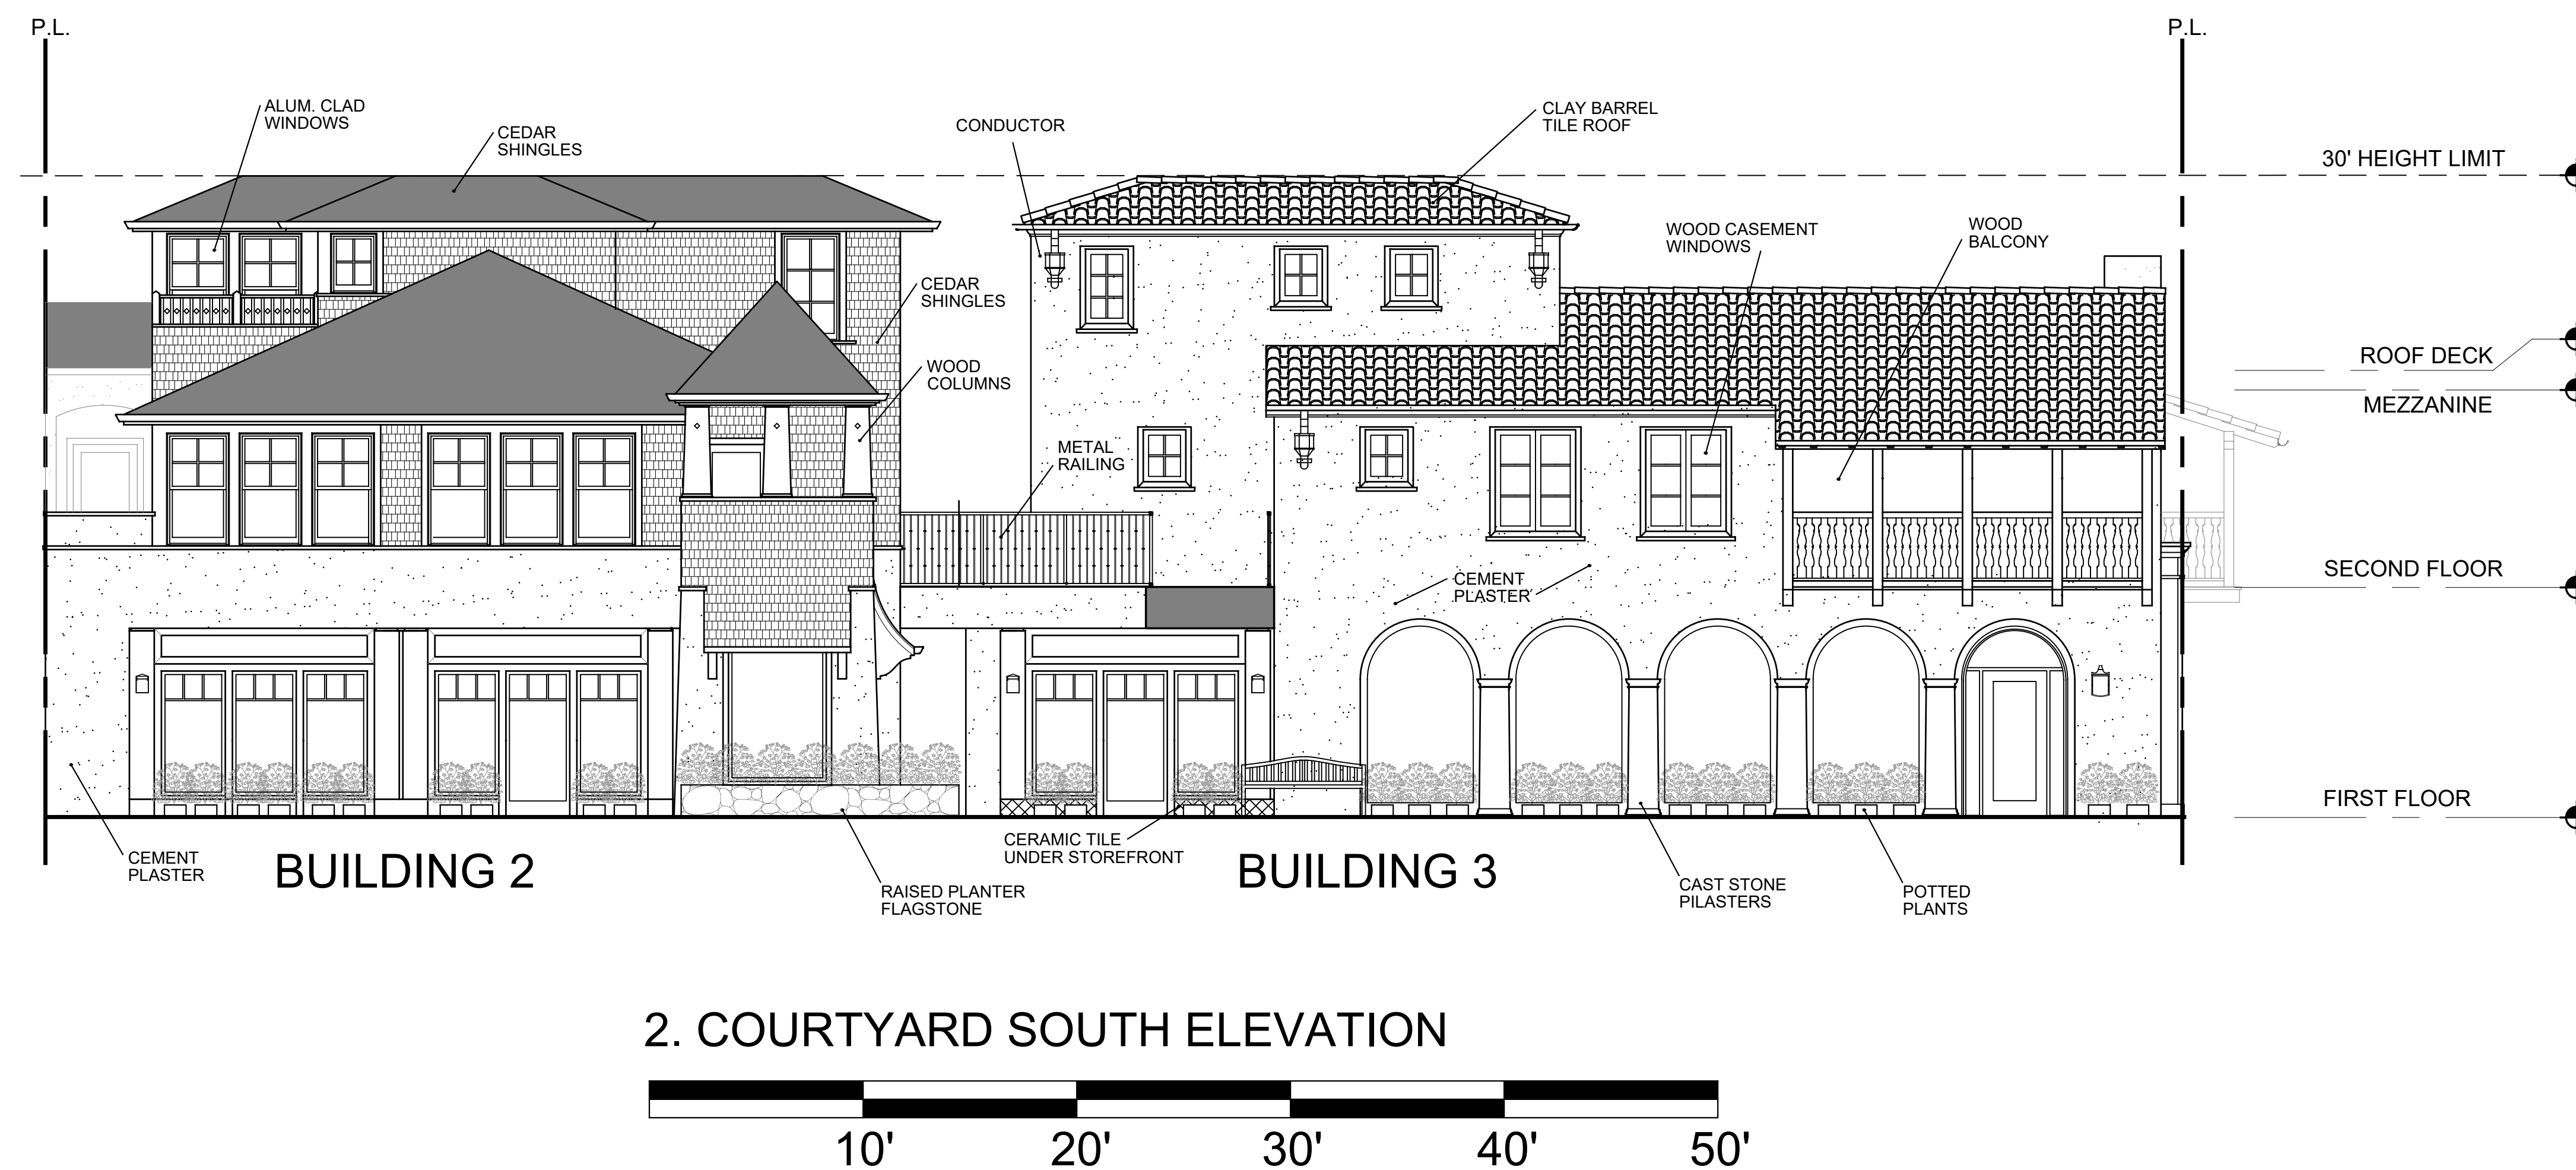 P.L.
P.L.
ALUM. CLAD
WINDOWS
CEDAR
SHINGLES
CONDUCTOR
CLAY BARREL
TILE ROOF
30' HEIGHT LIMIT
WOOD CASEMENT
WINDOWS
WOOD
BALCONY
CEDAR
SHINGLES
WOOD
COLUMNS
ROOF DECK
MEZZANINE
METAL
RAILING
CEMENT
PLASTER
SECOND FLOOR
FIRST FLOOR
CERAMIC TILE
UNDER STOREFRONT
CEMENT
PLASTER
BUILDING 2
BUILDING 3
RAISED PLANTER
FLAGSTONE
CAST STONE
PILASTERS
POTTED
PLANTS
2. COURTYARD SOUTH ELEVATION
10' 20' 30' 40' 50'